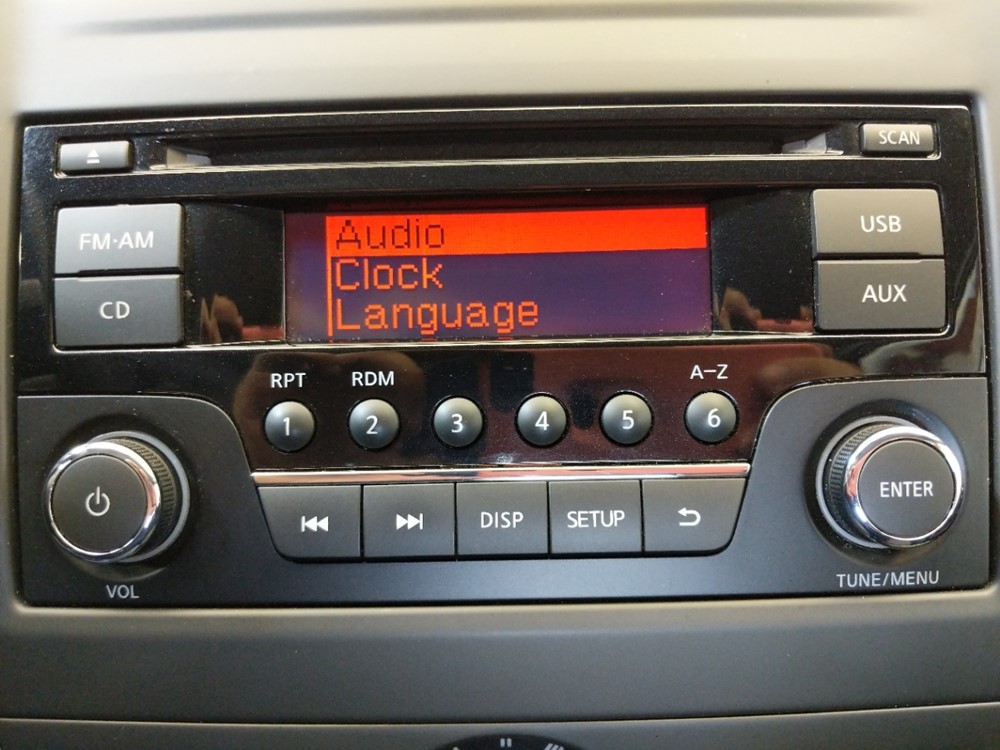 SCAN
FM·AM
CD
Audio
Clock
Language
USB
AUX
RPT
RDM
A-Z
1
2
3
4
5
6
DISP
SETUP
ENTER
VOL
TUNE/MENU